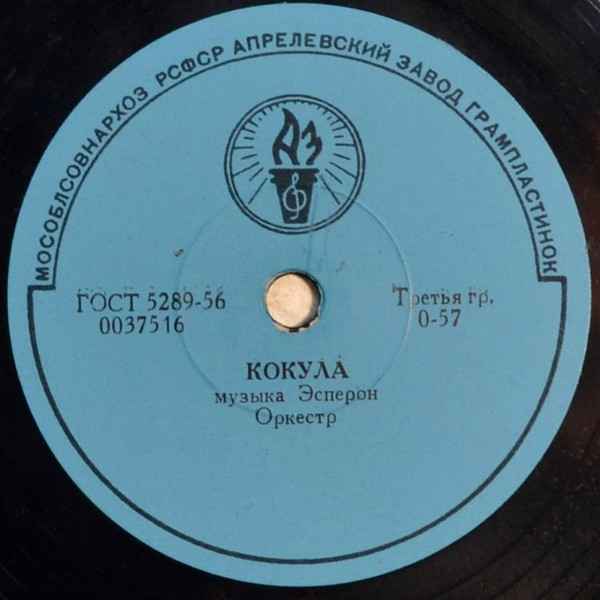 МОСОБЛСОВНАРХОЗ РСФСР АПРЕЛЕВСКИЙ ЗАВОД ГРАМПЛАСТИНОК
АЗ
ГОСТ 5289-56
0037516
Третья гр.
0-57
КОКУЛА
музыка Эсперон
Оркестр